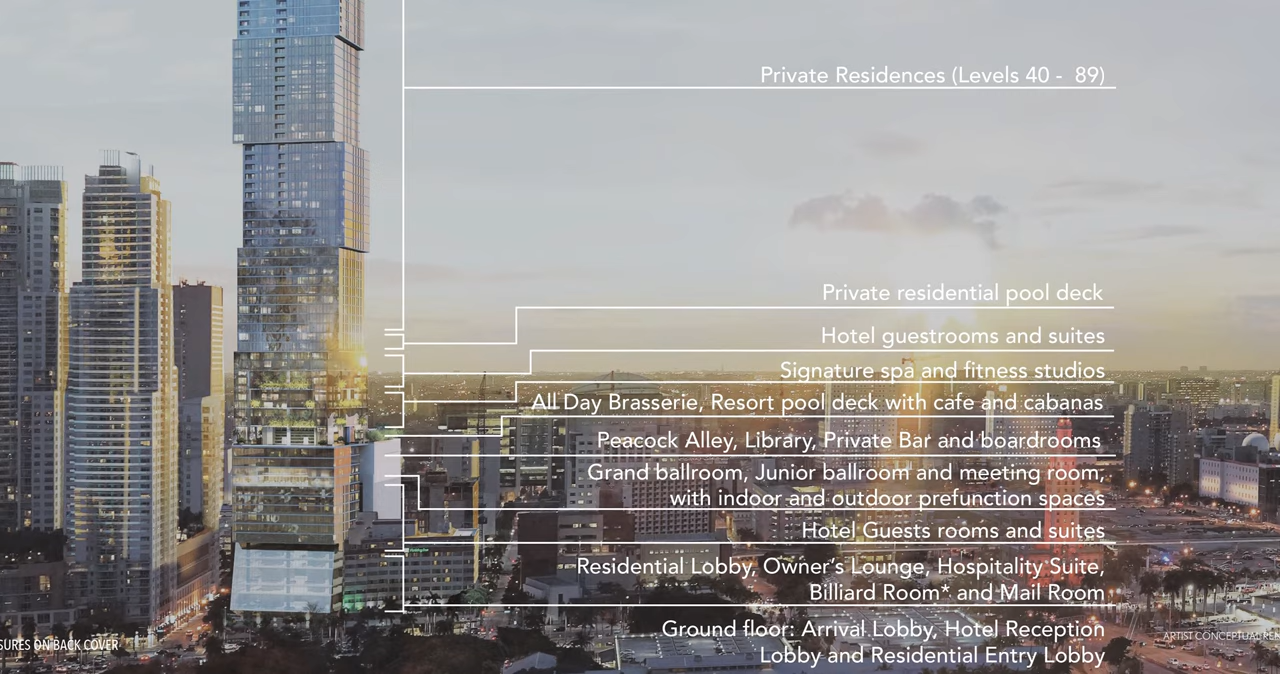 Private Residences (Levels 40 - 89)
Private residential pool deck
Hotel guestrooms and suites
Signature spa and fitness studios
All Day Brasserie, Resort pool deck with cafe and cabanas
Peacock Alley, Library, Private Bar and boardrooms
Grand ballroom, Junior ballroom and meeting room,
with indoor and outdoor prefunction spaces
Hotel Guests rooms and suites
Residential Lobby, Owner's Lounge, Hospitality Suite,
Billiard Room* and Mail Room
Ground floor: Arrival Lobby, Hotel Reception
Lobby and Residential Entry Lobby
ON BACK COVER
ARTIST CONCEPTUAL